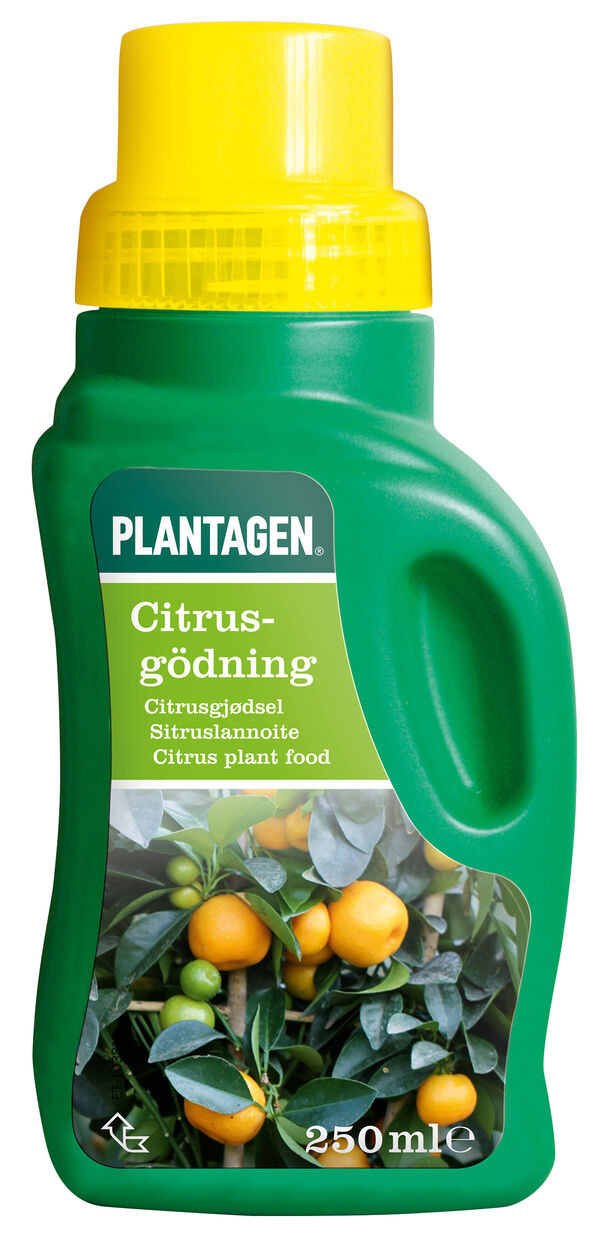 PLANTAGEN®
Citrus-
gödning
Citrusgjødsel
Sitruslannoite
Citrus plant food
250 ml ℮